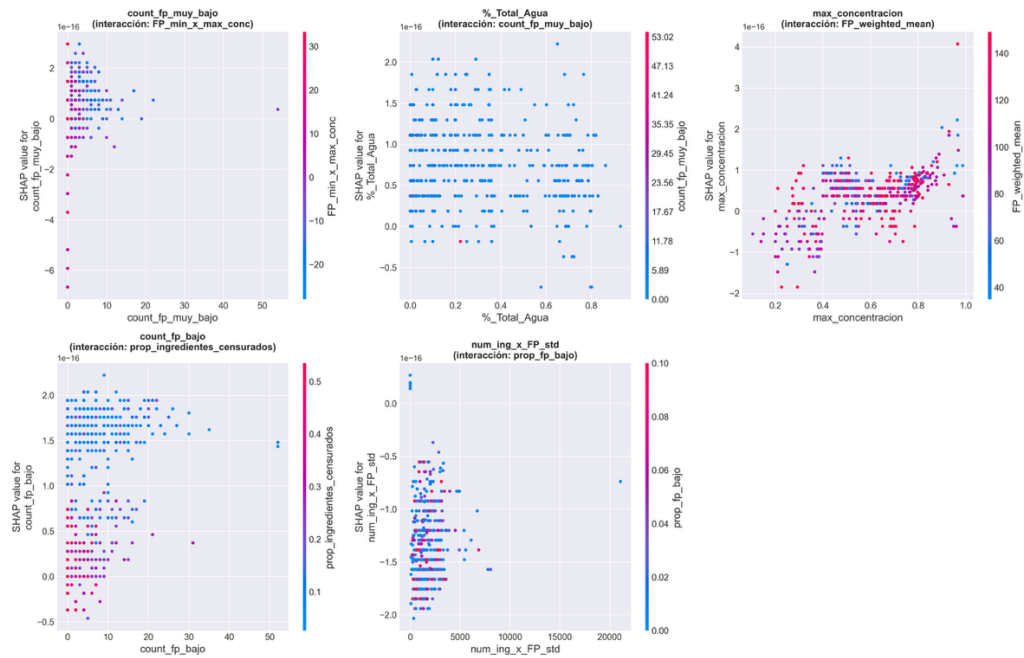 count_fp_muy_bajo
(interacción: FP_min_x_max_conc)
1e−16
2
0
−2
−4
−6
SHAP value for
count_fp_muy_bajo
0
10
20
30
40
50
count_fp_muy_bajo
30
20
10
0
−10
−20
FP_min_x_max_conc
%_Total_Agua
(interacción: count_fp_muy_bajo)
1e−16
2.0
1.5
1.0
0.5
0.0
−0.5
SHAP value for
%_Total_Agua
0.0
0.2
0.4
0.6
0.8
%_Total_Agua
53.02
47.13
41.24
35.35
29.45
23.56
17.67
11.78
5.89
0.00
count_fp_muy_bajo
max_concentracion
(interacción: FP_weighted_mean)
1e−16
4
3
2
1
0
−1
−2
SHAP value for
max_concentracion
0.2
0.4
0.6
0.8
1.0
max_concentracion
140
120
100
80
60
40
FP_weighted_mean
count_fp_bajo
(interacción: prop_ingredientes_censurados)
1e−16
2.0
1.5
1.0
0.5
0.0
−0.5
SHAP value for
count_fp_bajo
0
10
20
30
40
50
count_fp_bajo
0.5
0.4
0.3
0.2
0.1
prop_ingredientes_censurados
num_ing_x_FP_std
(interacción: prop_fp_bajo)
1e−16
0.0
−0.5
−1.0
−1.5
−2.0
SHAP value for
num_ing_x_FP_std
0
5000
10000
15000
20000
num_ing_x_FP_std
0.10
0.08
0.06
0.04
0.02
0.00
prop_fp_bajo